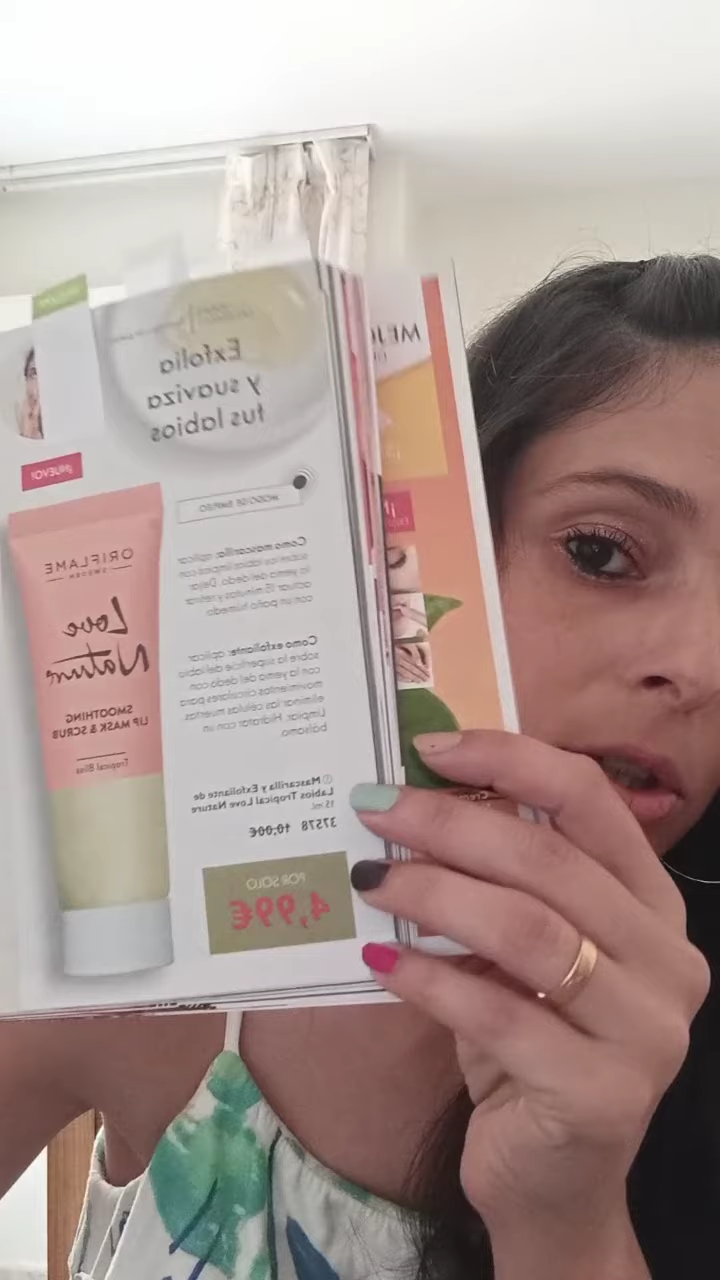 Exfolia
y suaviza
tus labios
¡NUEVO!
MODO DE EMPLEO
ORIFLAME
SWEDEN
Love
Nature
SMOOTHING
LIP MASK & SCRUB
Tropical Bliss
Como mascarilla: aplicar
sobre los labios limpios con
la yema del dedo. Dejar
actuar 15 minutos y retirar
con un paño húmedo.
Como exfoliante: aplicar
sobre la superficie del labio
con la yema del dedo con
movimientos circulares para
eliminar las células muertas.
Limpiar. Hidratar con un
bálsamo.
Mascarilla y Exfoliante de
Labios Tropical Love Nature
15 ml.
37578 10,00€
POR SOLO
4,99€